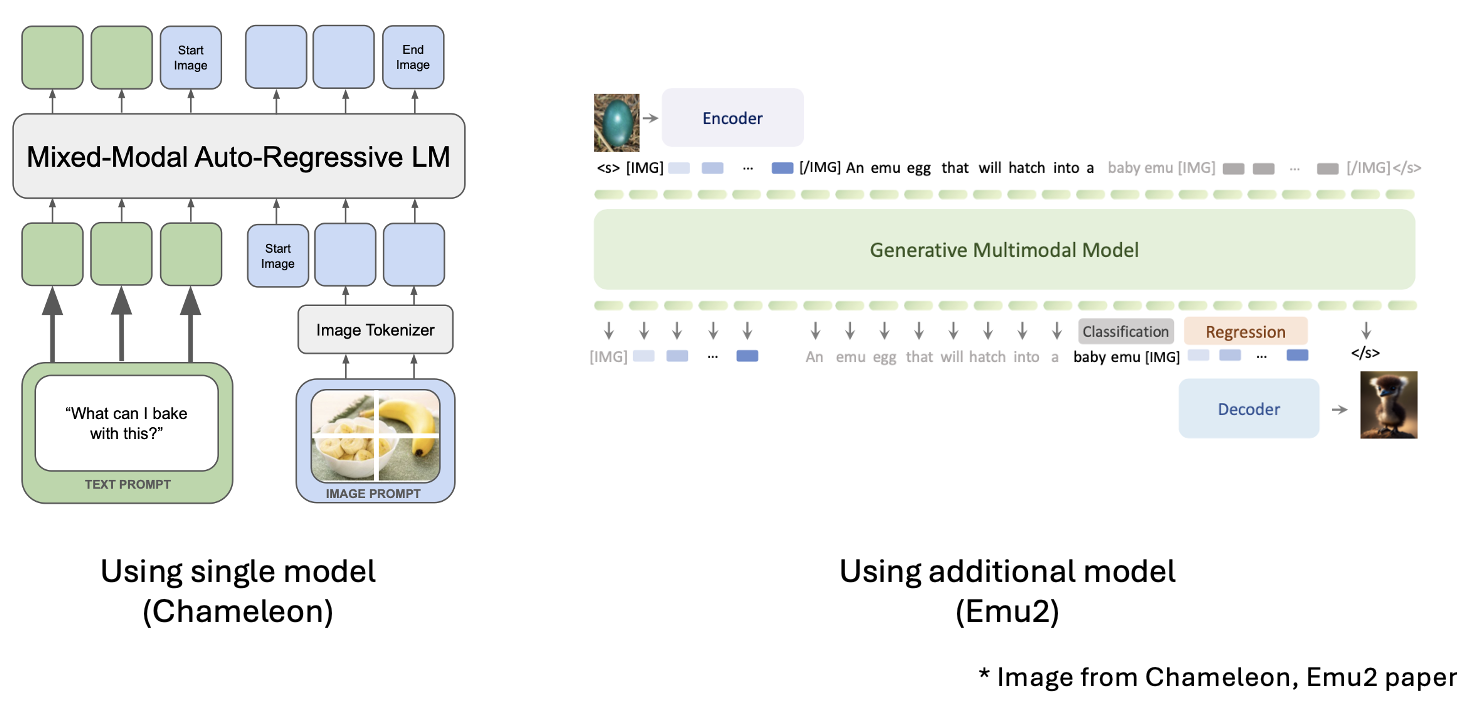 Start
Image
End
Image
Mixed-Modal Auto-Regressive LM
Start
Image
Image Tokenizer
“What can I bake
with this?”
TEXT PROMPT
IMAGE PROMPT
Using single model
(Chameleon)
Encoder
<s> [IMG] ... [/IMG] An emu egg that will hatch into a baby emu [IMG] ... [/IMG] </s>
Generative Multimodal Model
Classification
Regression
[IMG] ... An emu egg that will hatch into a baby emu [IMG] ... </s>
Decoder
Using additional model
(Emu2)
* Image from Chameleon, Emu2 paper